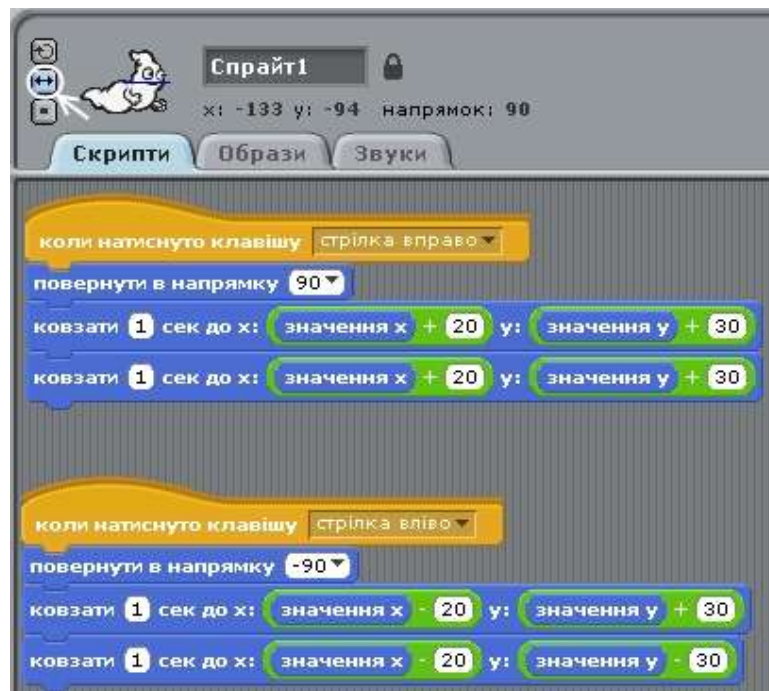 Спрайт1
x: -133 y: -94 напрямок: 90
Скрипти Образи Звуки
коли натиснуто клавішу стрілка вправо
повернути в напрямку 90
ковзати 1 сек до x: значення x + 20 y: значення y + 30
ковзати 1 сек до x: значення x + 20 y: значення y + 30
коли натиснуто клавішу стрілка вліво
повернути в напрямку -90
ковзати 1 сек до x: значення x - 20 y: значення y + 30
ковзати 1 сек до x: значення x - 20 y: значення y - 30